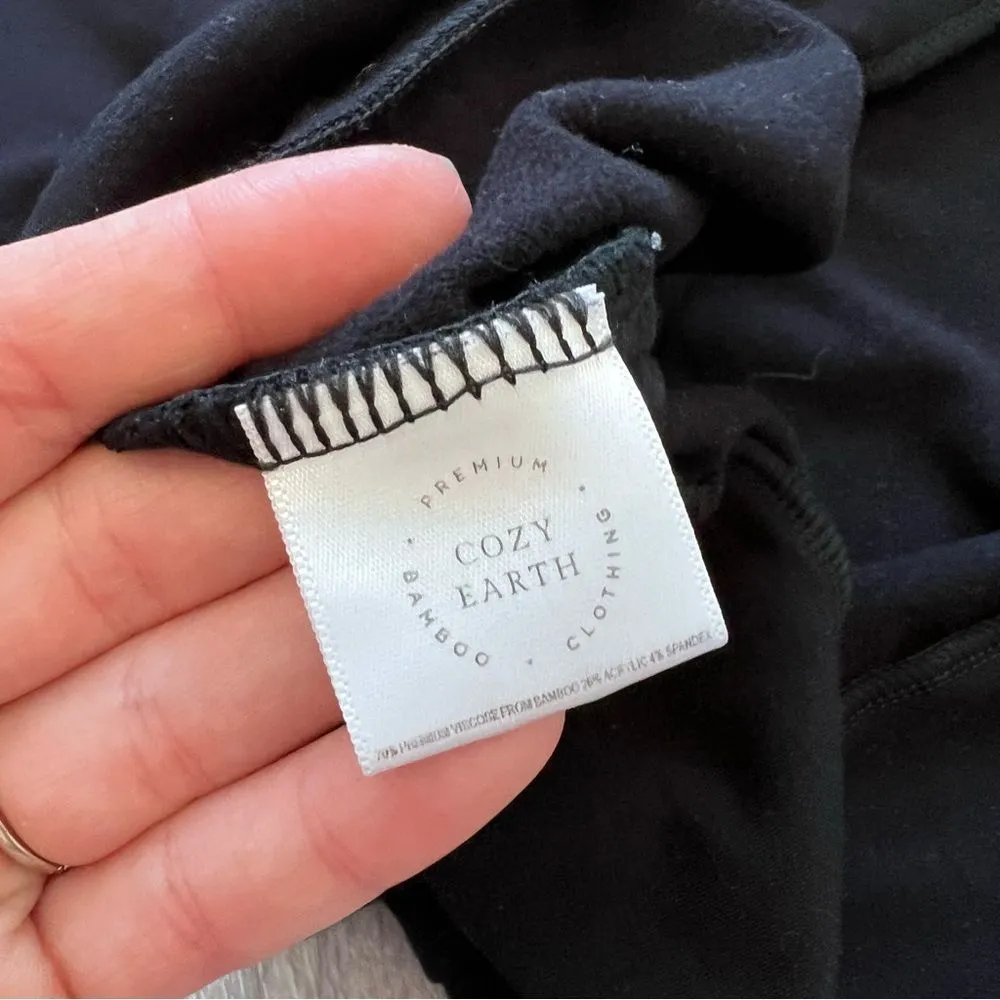 PREMIUM
COZY
EARTH
BAMBOO
CLOTHING
70% PREMIUM VISCOSE FROM BAMBOO 26% ACRYLIC 4% SPANDEX